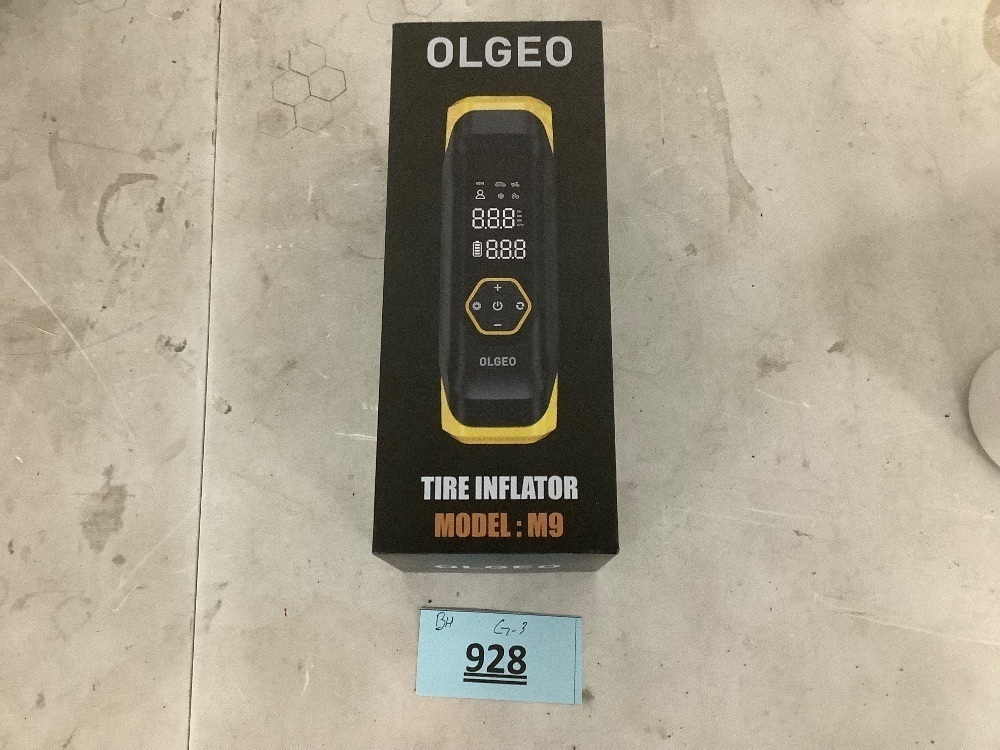 OLGEO
8.8.8
8.8.8
OLGEO
TIRE INFLATOR
MODEL : M9
OLGEO
BH G-3
928